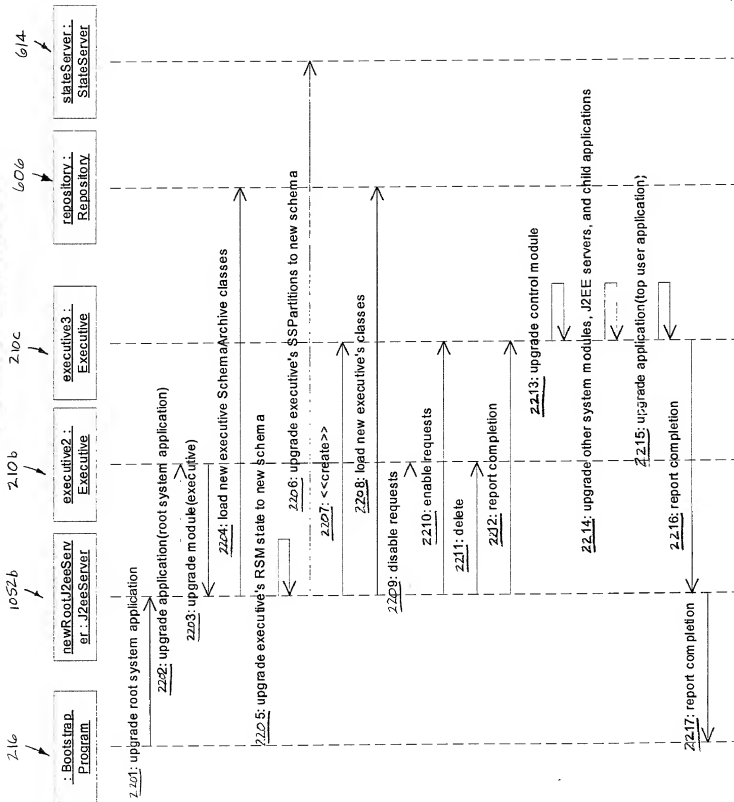 216
1052b
210b
210c
606
614
: Bootstrap
Program
newRootJ2eeServ
er : J2eeServer
executive2 :
Executive
executive3 :
Executive
repository :
Repository
stateServer :
StateServer
2201: upgrade root system application
2202: upgrade application(root system application)
2203: upgrade module(executive)
2204: load new executive SchemaArchive classes
2205: upgrade executive's RSM state to new schema
2206: upgrade executive's SSPartitions to new schema
2207: <<create>>
2208: load new executive's classes
2209: disable requests
2210: enable requests
2211: delete
2212: report completion
2213: upgrade control module
2214: upgrade other system modules, J2EE servers, and child applications
2215: upgrade application(top user application)
2216: report completion
2217: report completion